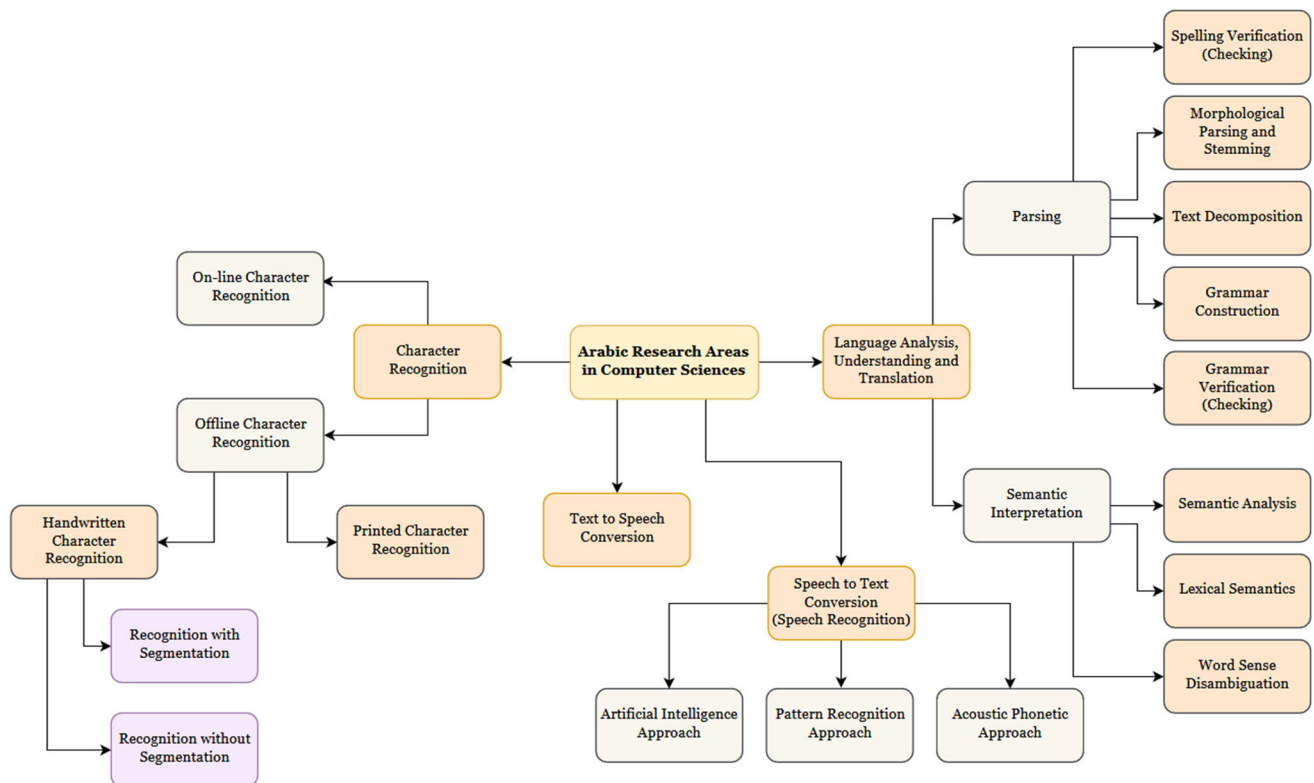 Spelling Verification
(Checking)
Morphological
Parsing and
Stemming
Parsing
Text Decomposition
On-line Character
Recognition
Grammar
Construction
Character
Recognition
Arabic Research Areas
in Computer Sciences
Language Analysis,
Understanding and
Translation
Grammar
Verification
(Checking)
Offline Character
Recognition
Semantic
Interpretation
Semantic Analysis
Handwritten
Character
Recognition
Printed Character
Recognition
Text to Speech
Conversion
Speech to Text
Conversion
(Speech Recognition)
Lexical Semantics
Recognition with
Segmentation
Word Sense
Disambiguation
Artificial Intelligence
Approach
Pattern Recognition
Approach
Acoustic Phonetic
Approach
Recognition without
Segmentation